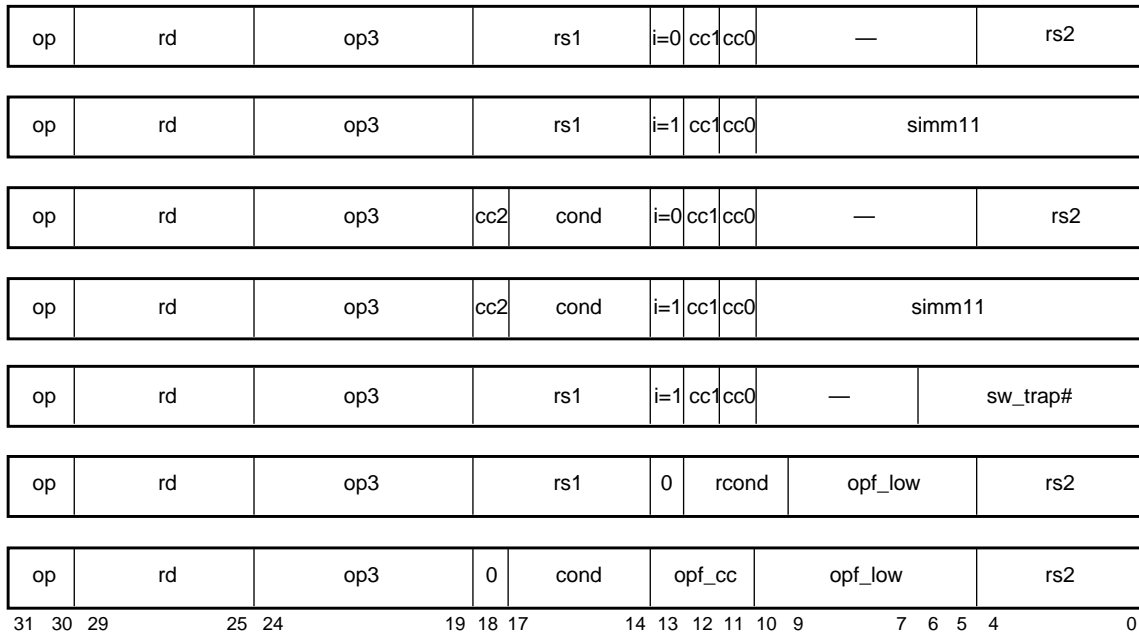 op rd op3 rs1 i=0 cc1 cc0 — rs2
op rd op3 rs1 i=1 cc1 cc0 simm11
op rd op3 cc2 cond i=0 cc1 cc0 — rs2
op rd op3 cc2 cond i=1 cc1 cc0 simm11
op rd op3 rs1 i=1 cc1 cc0 — sw_trap#
op rd op3 rs1 0 rcond opf_low rs2
op rd op3 0 cond opf_cc opf_low rs2
31 30 29 25 24 19 18 17 14 13 12 11 10 9 7 6 5 4 0